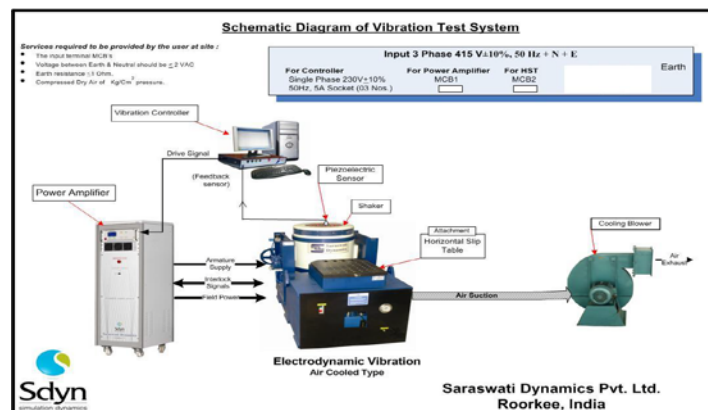 Schematic Diagram of Vibration Test System
Services required to be provided by the user at site :
The input terminal MCB's
Voltage between Earth & Neutral should be ≤ 2 VAC
Earth resistance ≤1 Ohm.
Compressed Dry Air of Kg/Cm² pressure.
Input 3 Phase 415 V±10%, 50 Hz + N + E
For Controller
Single Phase 230V±10%
50Hz, 5A Socket (03 Nos.)
For Power Amplifier
MCB1
For HST
MCB2
Earth
Vibration Controller
Drive Signal
(Feedback
sensor)
Piezoelectric
Sensor
Shaker
Power Amplifier
Attachment
Horizontal Slip
Table
Cooling Blower
Air
Exhaust
Armature
Supply
Interlock
Signals
Field Power
Air Suction
Electrodynamic Vibration
Air Cooled Type
Sdyn
simulation dynamics
Saraswati Dynamics Pvt. Ltd.
Roorkee, India